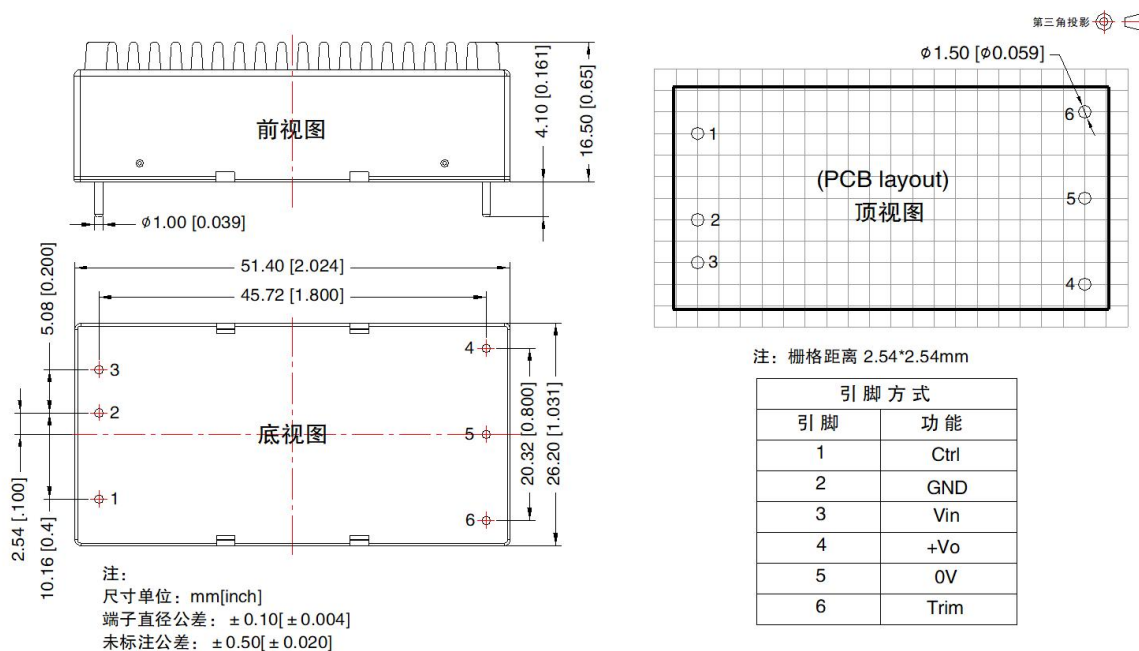 第三角投影
4.10 [0.161]
16.50 [0.65]
前视图
ϕ1.00 [0.039]
ϕ1.50 [ϕ0.059]
1
2
3
6
5
4
(PCB layout)
顶视图
注: 栅格距离 2.54*2.54mm
51.40 [2.024]
45.72 [1.800]
5.08 [0.200]
2.54 [.100]
10.16 [0.4]
3
2
1
底视图
4
5
6
20.32 [0.800]
26.20 [1.031]
注:
尺寸单位: mm[inch]
端子直径公差: ±0.10[±0.004]
未标注公差: ±0.50[±0.020]
引脚方式
引脚 功能
1 Ctrl
2 GND
3 Vin
4 +Vo
5 0V
6 Trim